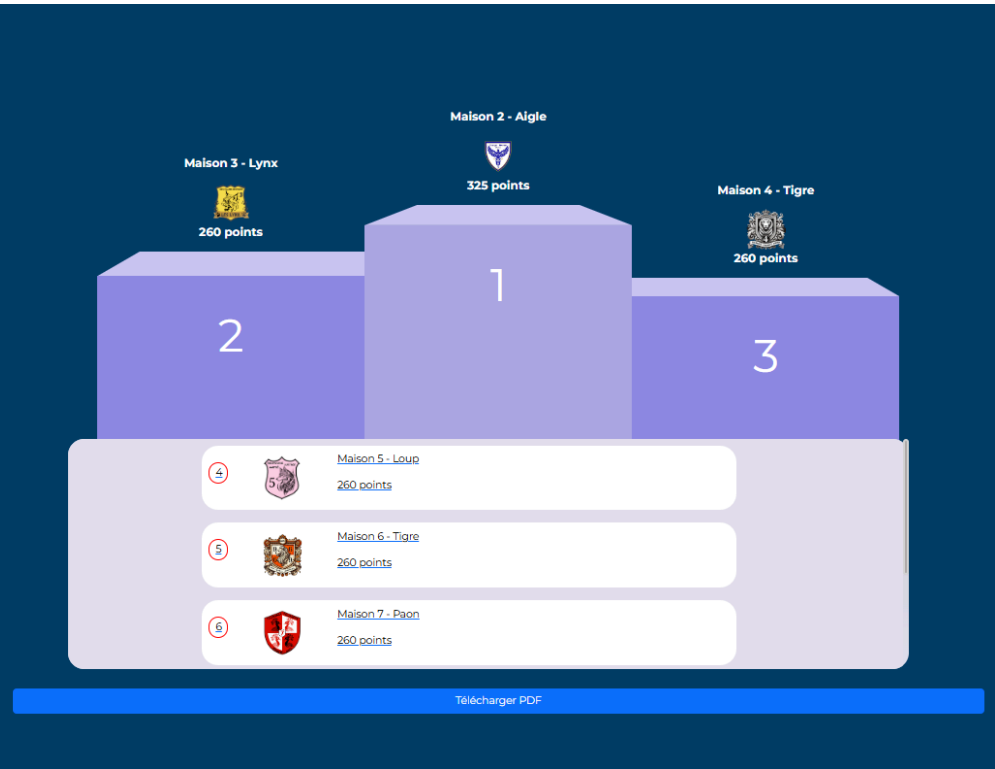 Maison 2 - Aigle
325 points
Maison 3 - Lynx
260 points
Maison 4 - Tigre
260 points
1
2
3
4
Maison 5 - Loup
260 points
5
Maison 6 - Tigre
260 points
6
Maison 7 - Paon
260 points
Télécharger PDF